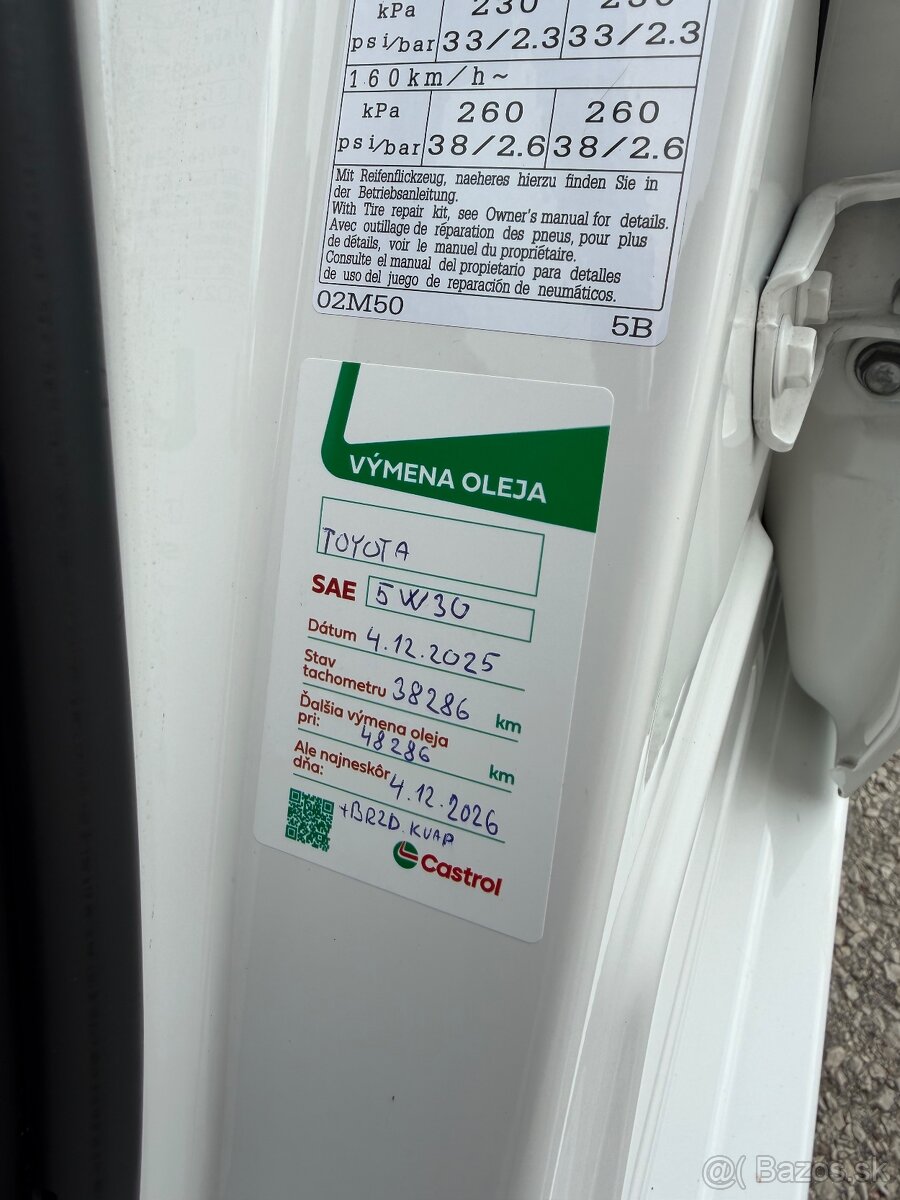 kPa 230 230
psi/bar 33/2.3 33/2.3
160km/h~
kPa 260 260
psi/bar 38/2.6 38/2.6
Mit Reifenflickzeug, naeheres hierzu finden Sie in
der Betriebsanleitung.
With Tire repair kit, see Owner's manual for details.
Avec outillage de réparation des pneus, pour plus
de détails, voir le manuel du propriétaire.
Consulte el manual del propietario para detalles
de uso del juego de reparación de neumáticos.
02M50 5B
VÝMENA OLEJA
TOYOTA
SAE 5W30
Dátum 4.12.2025
Stav
tachometru 38286 km
Ďalšia výmena oleja
pri: 48286 km
Ale najneskôr
dňa: 4.12.2026
+BRZD. KVAP
Castrol
@( Bazos.sk